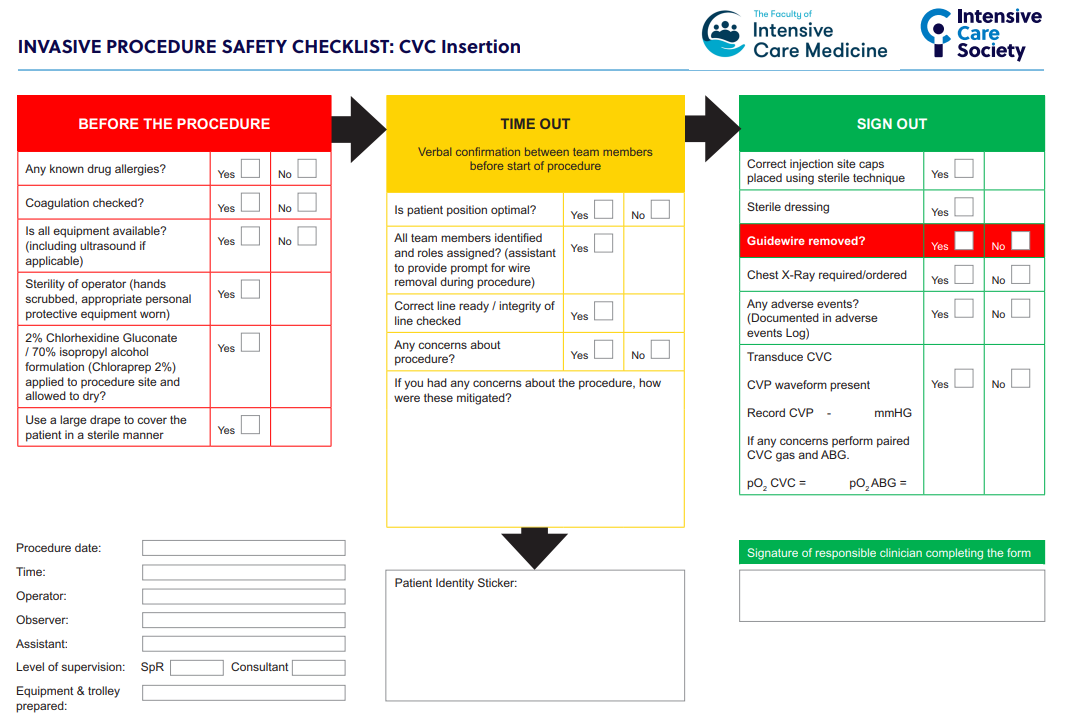 INVASIVE PROCEDURE SAFETY CHECKLIST: CVC Insertion
The Faculty of
Intensive
Care Medicine
Intensive
Care
Society
BEFORE THE PROCEDURE
Any known drug allergies? Yes No
Coagulation checked? Yes No
Is all equipment available? Yes No
(including ultrasound if
applicable)
Sterility of operator (hands Yes
scrubbed, appropriate personal
protective equipment worn)
2% Chlorhexidine Gluconate Yes
/ 70% isopropyl alcohol
formulation (Chloraprep 2%)
applied to procedure site and
allowed to dry?
Use a large drape to cover the Yes
patient in a sterile manner
TIME OUT
Verbal confirmation between team members
before start of procedure
Is patient position optimal? Yes No
All team members identified Yes
and roles assigned? (assistant
to provide prompt for wire
removal during procedure)
Correct line ready / integrity of Yes
line checked
Any concerns about Yes No
procedure?
If you had any concerns about the procedure, how
were these mitigated?
SIGN OUT
Correct injection site caps Yes
placed using sterile technique
Sterile dressing Yes
Guidewire removed? Yes No
Chest X-Ray required/ordered Yes No
Any adverse events? Yes No
(Documented in adverse
events Log)
Transduce CVC
CVP waveform present Yes No
Record CVP - mmHG
If any concerns perform paired
CVC gas and ABG.
pO2 CVC = pO2 ABG =
Procedure date:
Time:
Operator:
Observer:
Assistant:
Level of supervision: SpR Consultant
Equipment & trolley
prepared:
Patient Identity Sticker:
Signature of responsible clinician completing the form